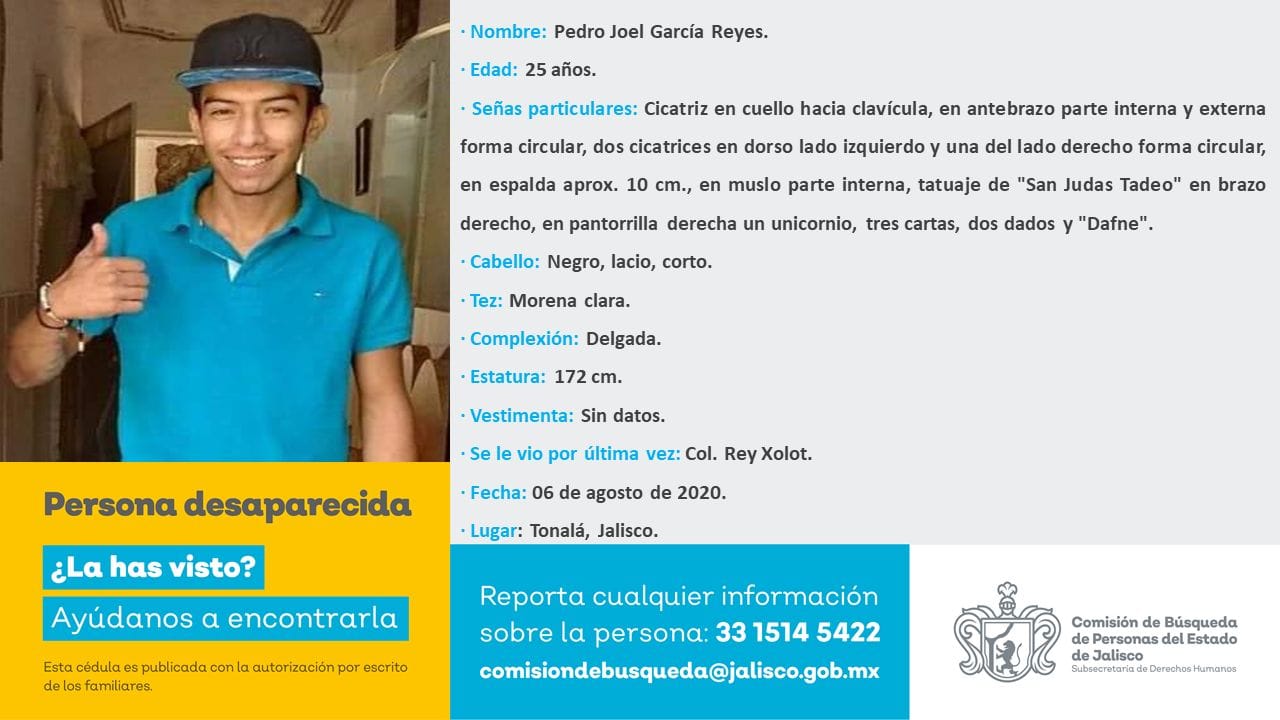 · Nombre: Pedro Joel García Reyes.
· Edad: 25 años.
· Señas particulares: Cicatriz en cuello hacia clavícula, en antebrazo parte interna y externa
forma circular, dos cicatrices en dorso lado izquierdo y una del lado derecho forma circular,
en espalda aprox. 10 cm., en muslo parte interna, tatuaje de "San Judas Tadeo" en brazo
derecho, en pantorrilla derecha un unicornio, tres cartas, dos dados y "Dafne".
· Cabello: Negro, lacio, corto.
· Tez: Morena clara.
· Complexión: Delgada.
· Estatura: 172 cm.
· Vestimenta: Sin datos.
· Se le vio por última vez: Col. Rey Xolot.
· Fecha: 06 de agosto de 2020.
· Lugar: Tonalá, Jalisco.
Persona desaparecida
¿La has visto?
Ayúdanos a encontrarla
Esta cédula es publicada con la autorización por escrito
de los familiares.
Reporta cualquier información
sobre la persona: 33 1514 5422
comisiondebusqueda@jalisco.gob.mx
Comisión de Búsqueda
de Personas del Estado
de Jalisco
Subsecretaría de Derechos Humanos